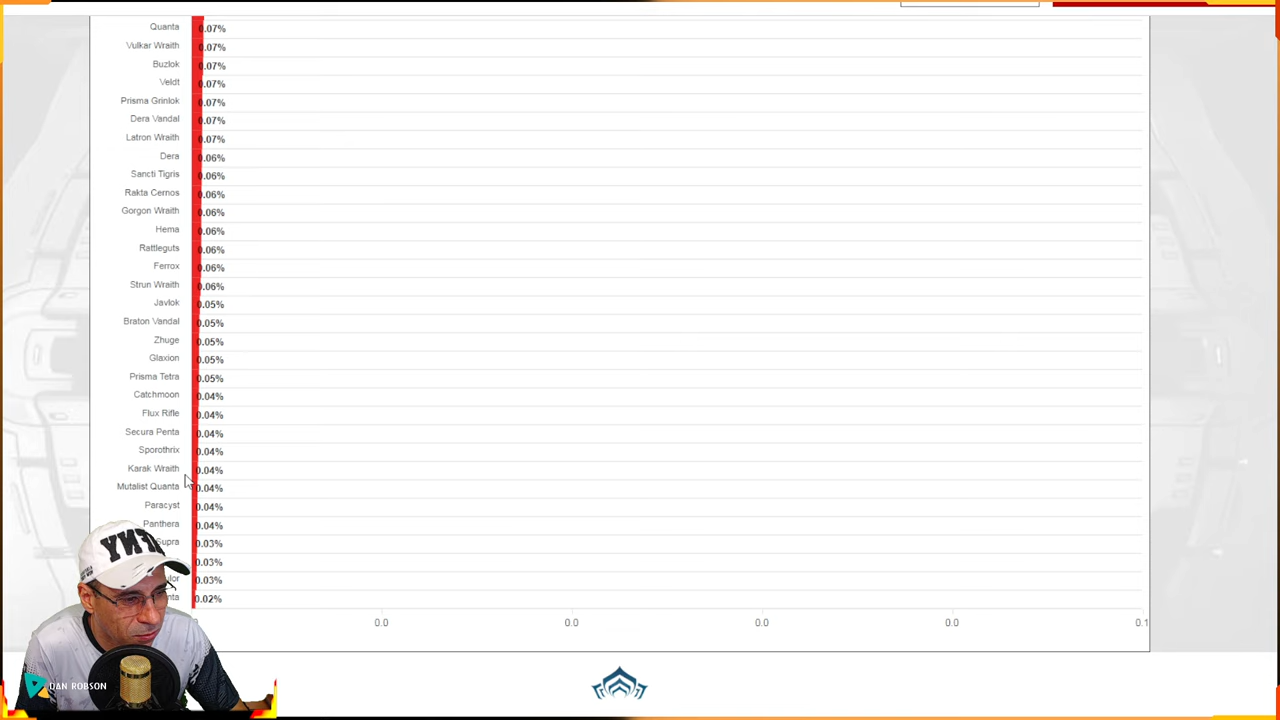 Quanta 0.07%
Vulkar Wraith 0.07%
Buzlok 0.07%
Veldt 0.07%
Prisma Grinlok 0.07%
Dera Vandal 0.07%
Latron Wraith 0.07%
Dera 0.06%
Sancti Tigris 0.06%
Rakta Cernos 0.06%
Gorgon Wraith 0.06%
Hema 0.06%
Rattleguts 0.06%
Ferrox 0.06%
Strun Wraith 0.06%
Javlok 0.05%
Braton Vandal 0.05%
Zhuge 0.05%
Glaxion 0.05%
Prisma Tetra 0.05%
Catchmoon 0.04%
Flux Rifle 0.04%
Secura Penta 0.04%
Sporothrix 0.04%
Karak Wraith 0.04%
Mutalist Quanta 0.04%
Paracyst 0.04%
Panthera 0.04%
Supra 0.03%
0.03%
0.03%
0.02%
0.0 0.0 0.0 0.0 0.1
DAN ROBSON